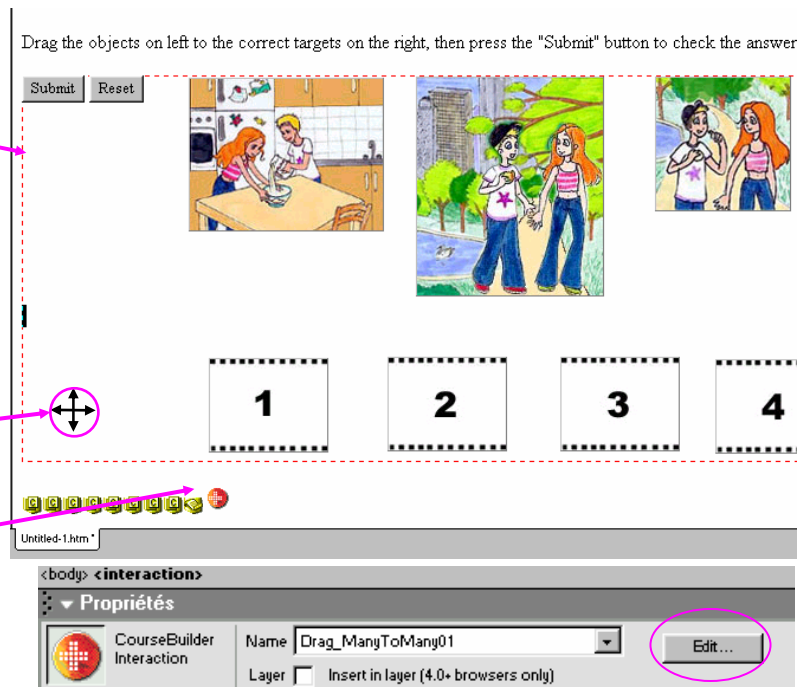 Drag the objects on left to the correct targets on the right, then press the "Submit" button to check the answer
Submit Reset
1 2 3 4
C C C C C C C C
Untitled-1.htm*
<body> <interaction>
Propriétés
CourseBuilder
Interaction
Name Drag_ManyToMany01
Edit...
Layer Insert in layer (4.0+ browsers only)